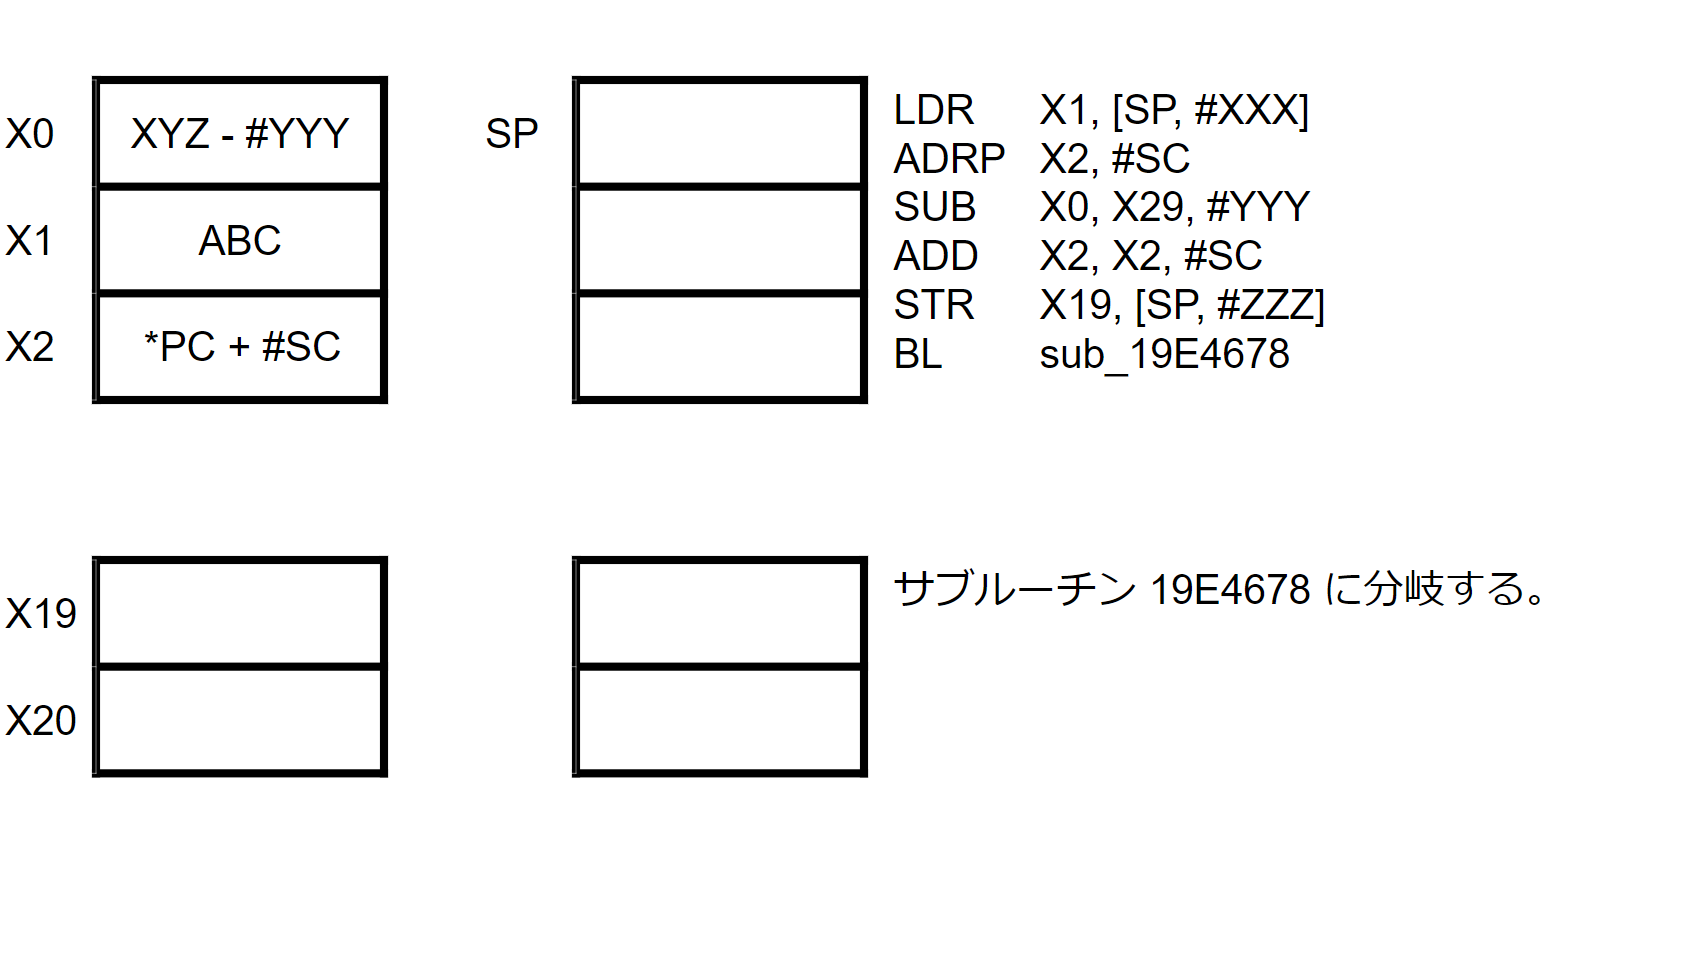 X0 XYZ - #YYY
X1 ABC
X2 *PC + #SC
SP
LDR X1, [SP, #XXX]
ADRP X2, #SC
SUB X0, X29, #YYY
ADD X2, X2, #SC
STR X19, [SP, #ZZZ]
BL sub_19E4678
X19
X20
サブルーチン 19E4678 に分岐する。